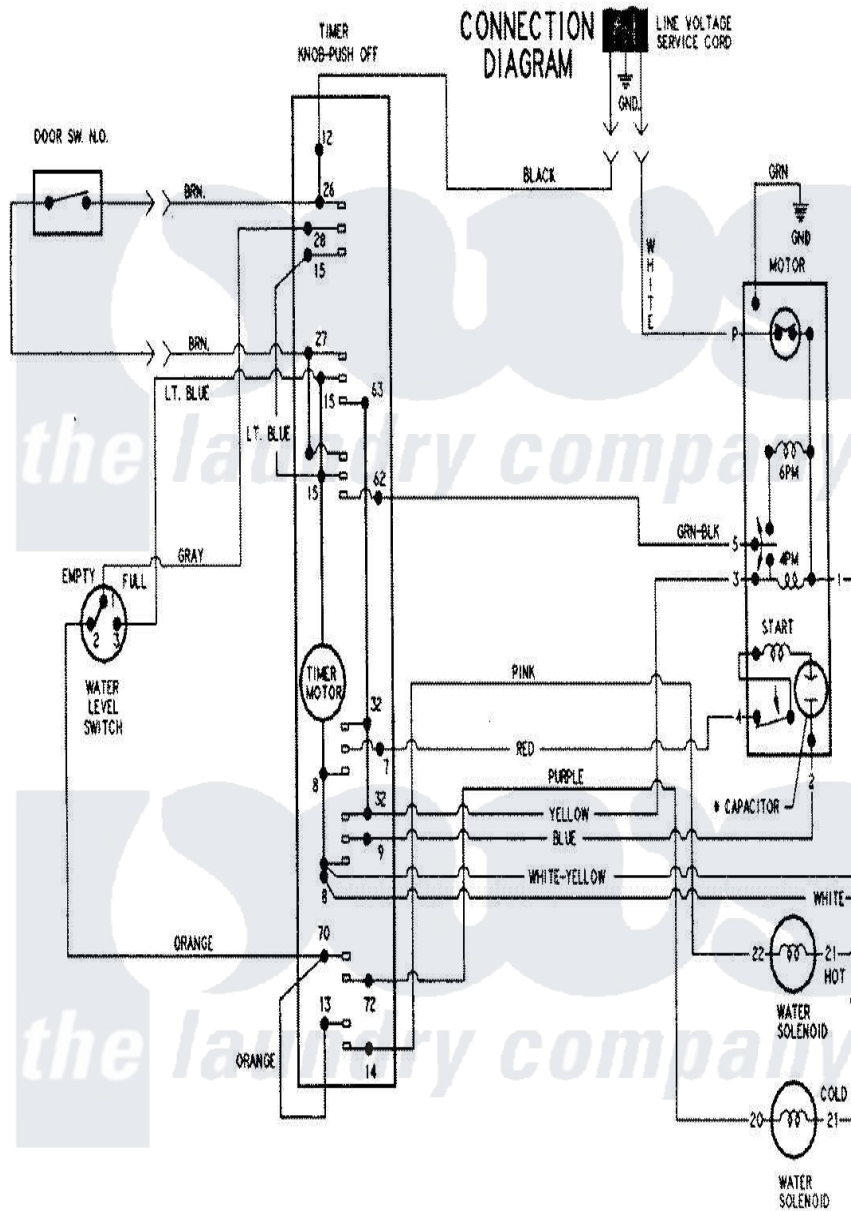 CONNECTION
DIAGRAM
LINE VOLTAGE
SERVICE CORD
TIMER
KNOB-PUSH OFF
GND.
DOOR SW. N.O.
12
BLACK
GRN
BRN.
26
28
15
WHITE
GND
MOTOR
27
BRN.
P
LT. BLUE
15
63
LT. BLUE
the laundry company
6PM
15
62
GRN-BLK
5
GRAY
4PM
EMPTY
FULL
3
1
1
2
3
START
WATER
LEVEL
SWITCH
TIMER
MOTOR
PINK
32
4
RED
7
8
PURPLE
2
32
YELLOW
* CAPACITOR
BLUE
9
WHITE-YELLOW
8
WHITE
70
ORANGE
22
21
HOT
72
13
WATER
SOLENOID
ORANGE
the laundry company
14
COLD
20
21
WATER
SOLENOID